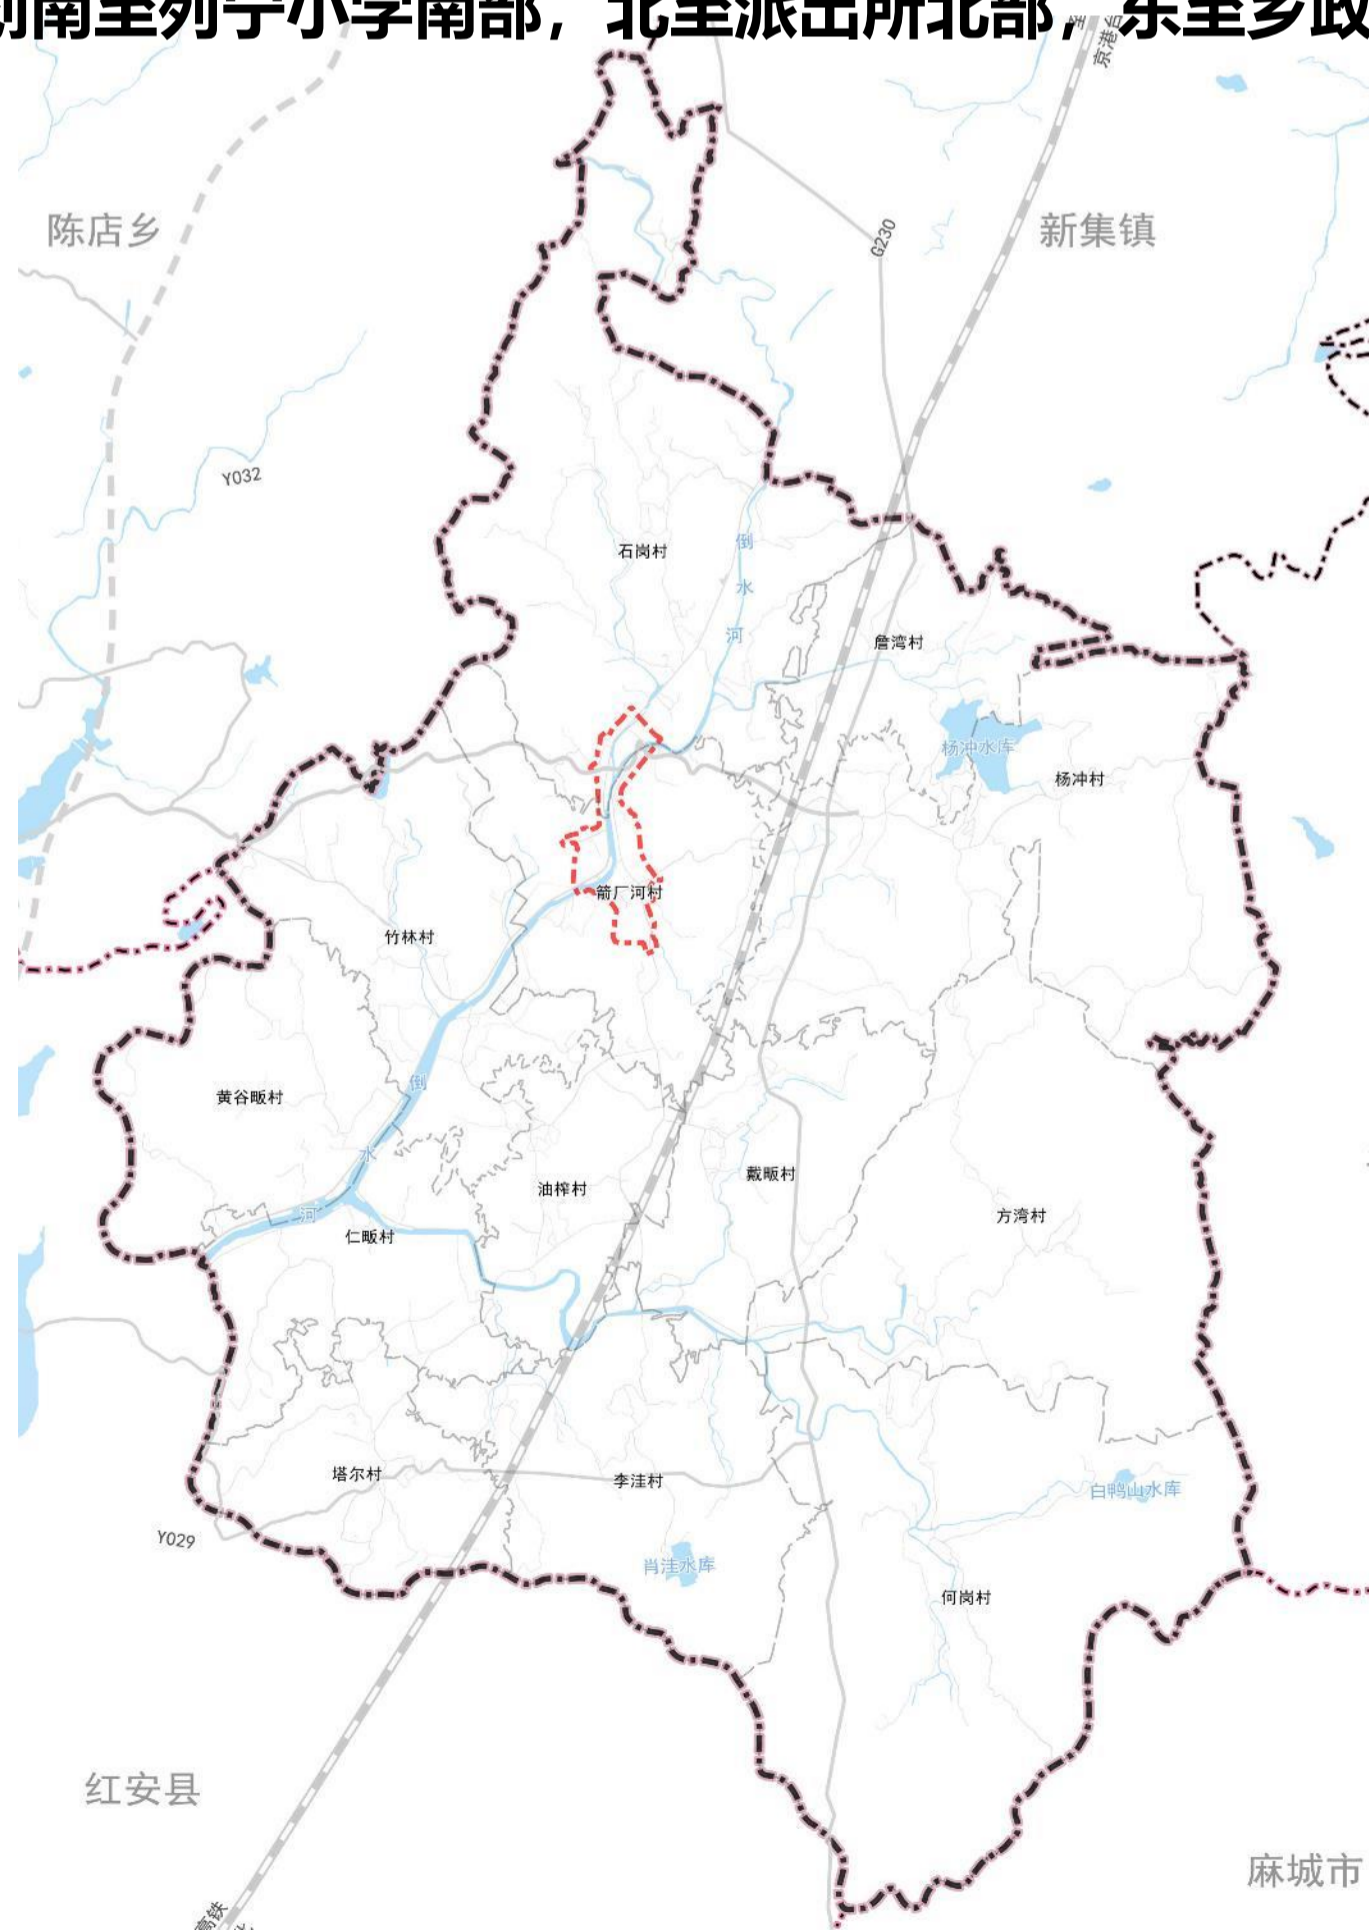 划南至列宁小学南部，北至派出所北部，东至乡政
京港台
陈店乡
新集镇
G230
Y032
石岗村
倒
水
河
詹湾村
杨冲水库
杨冲村
箭厂河村
竹林村
倒
黄谷畈村
水
戴畈村
油榨村
河
方湾村
仁畈村
塔尔村
李洼村
白鸭山水库
Y029
肖洼水库
何岗村
红安县
麻城市
高铁